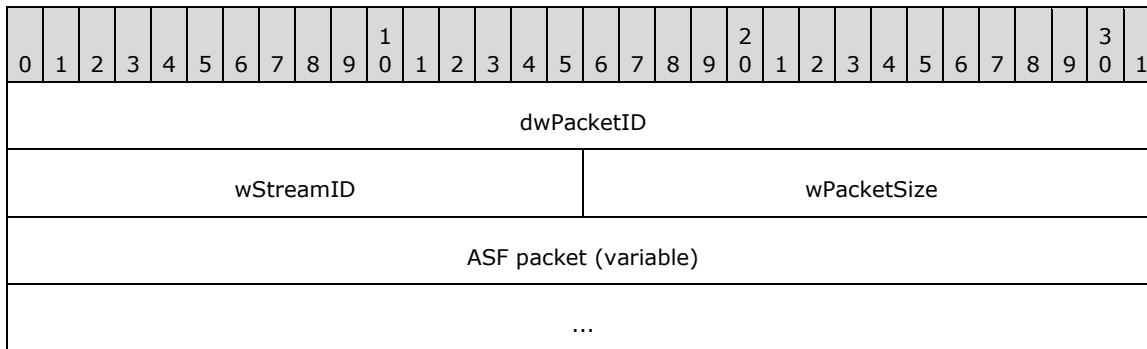 1 2 3
0 1 2 3 4 5 6 7 8 9 0 1 2 3 4 5 6 7 8 9 0 1 2 3 4 5 6 7 8 9 0 1
dwPacketID
wStreamID wPacketSize
ASF packet (variable)
...